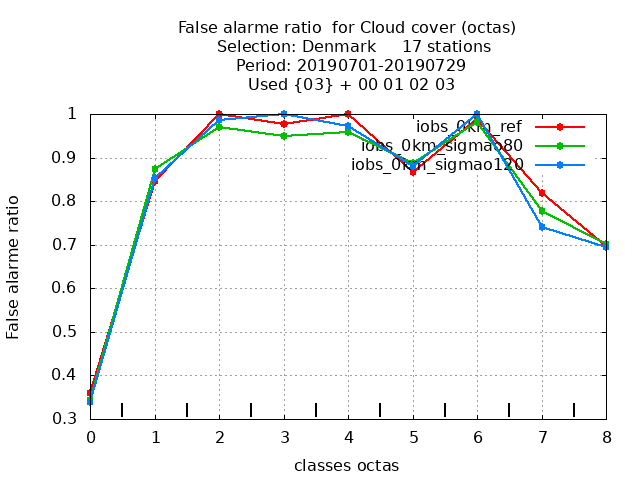 False alarme ratio  for Cloud cover (octas)
Selection: Denmark     17 stations
Period: 20190701-20190729
Used {03} + 00 01 02 03
iobs_0km_ref
iobs_0km_sigmao80
iobs_0km_sigmao120
1
0.9
0.8
0.7
0.6
0.5
0.4
0.3
False alarme ratio
0 1 2 3 4 5 6 7 8
classes octas